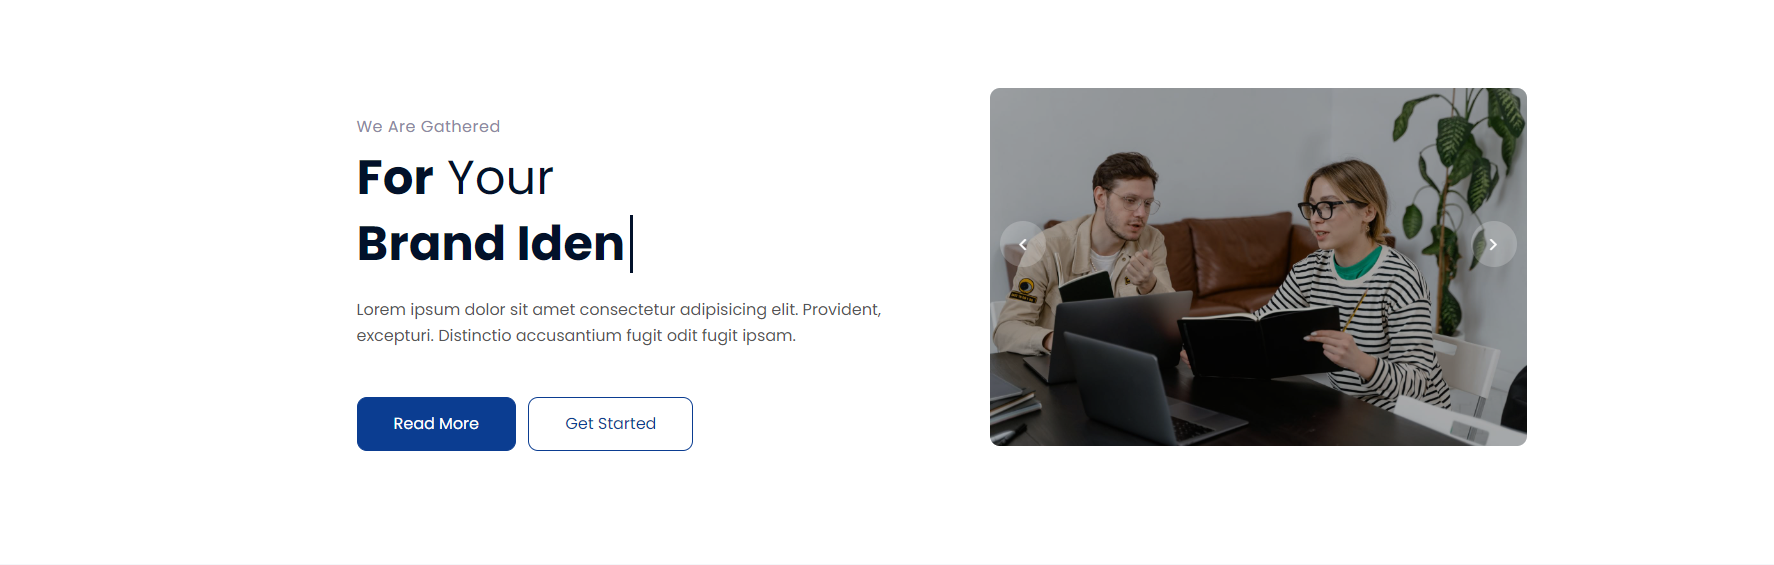 We Are Gathered
For Your
Brand Iden
Lorem ipsum dolor sit amet consectetur adipisicing elit. Provident,
excepturi. Distinctio accusantium fugit odit fugit ipsam.
Read More
Get Started